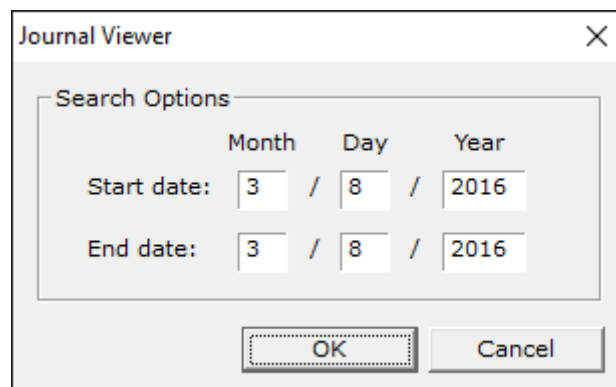 Journal Viewer
Search Options
Month Day Year
Start date: 3 / 8 / 2016
End date: 3 / 8 / 2016
OK Cancel